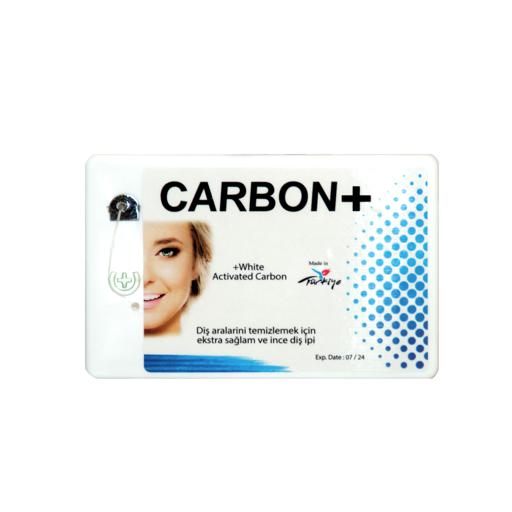 CARBON+
+White
Activated Carbon
Made in
Türkiye
Diş aralarini temizlemek için
ekstra sağlam ve ince diş ipi
Exp. Date : 07 / 24